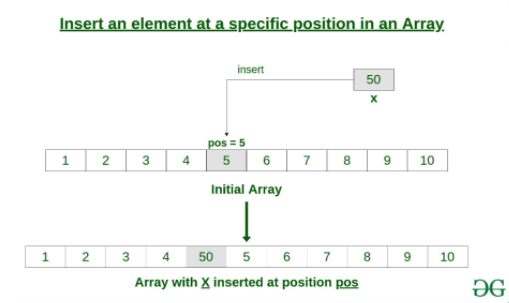 Insert an element at a specific position in an Array
insert
50
x
pos = 5
1 2 3 4 5 6 7 8 9 10
Initial Array
1 2 3 4 50 5 6 7 8 9 10
Array with X inserted at position pos